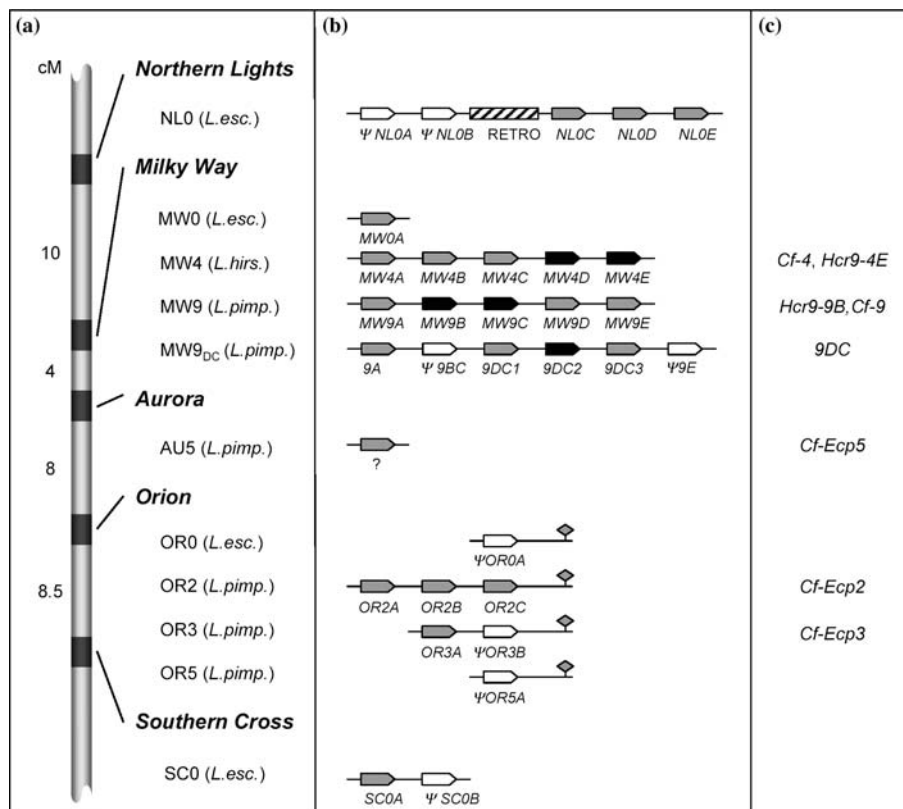 (a) (b) (c)
cM
Northern Lights
NL0 (L.esc.)
Ψ NL0A Ψ NL0B RETRO NL0C NL0D NL0E
Milky Way
MW0 (L.esc.)
MW0A
10 MW4 (L.hirs.) Cf-4, Hcr9-4E
MW4A MW4B MW4C MW4D MW4E
MW9 (L.pimp.) Hcr9-9B, Cf-9
MW9A MW9B MW9C MW9D MW9E
MW9DC (L.pimp.) 9DC
9A Ψ 9BC 9DC1 9DC2 9DC3 Ψ9E
4
Aurora
AU5 (L.pimp.) Cf-Ecp5
?
8
Orion
OR0 (L.esc.)
ΨOR0A
8.5 OR2 (L.pimp.) Cf-Ecp2
OR2A OR2B OR2C
OR3 (L.pimp.) Cf-Ecp3
OR3A ΨOR3B
OR5 (L.pimp.)
ΨOR5A
Southern Cross
SC0 (L.esc.)
SC0A Ψ SC0B